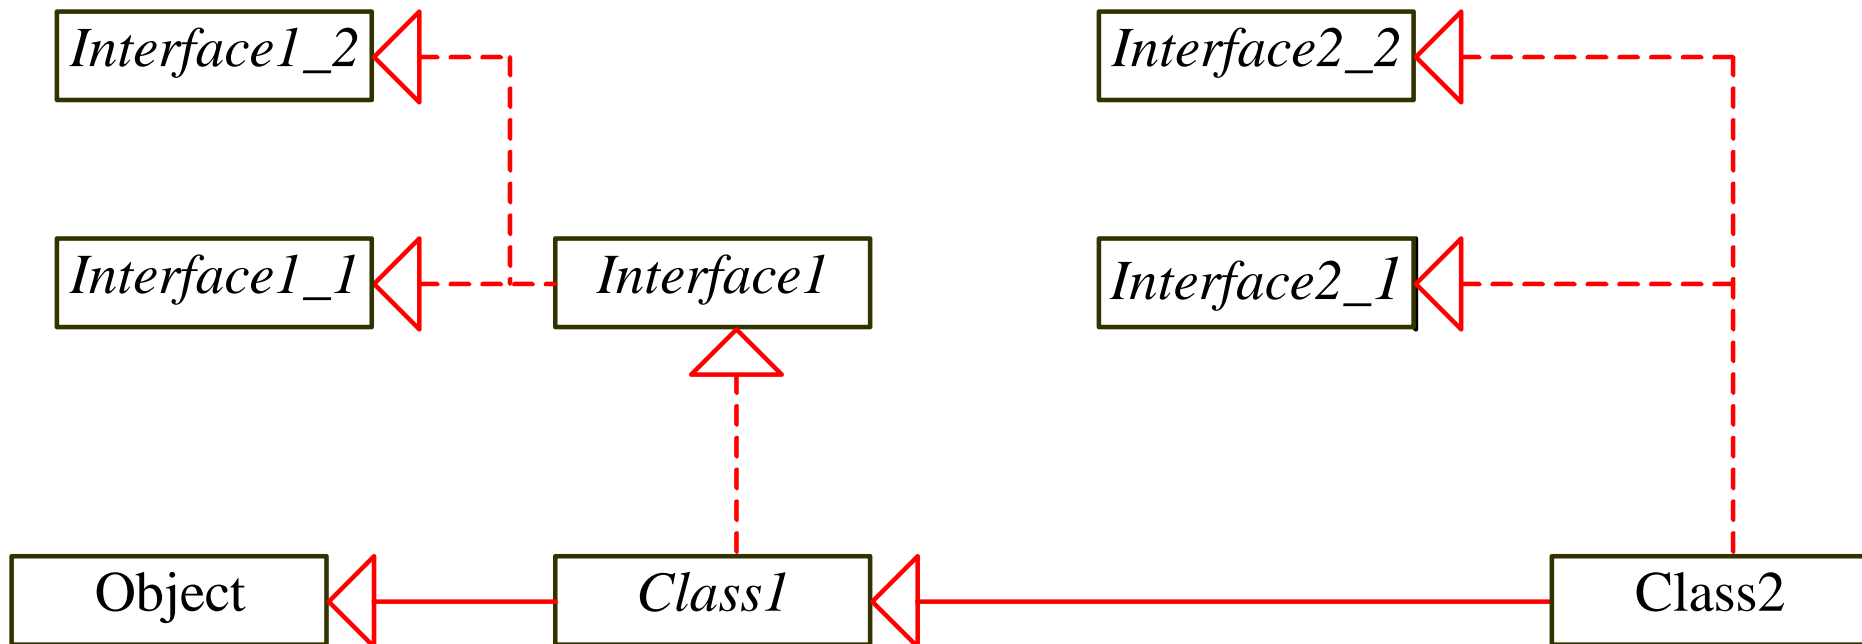 Interface1_2
Interface2_2
Interface1_1
Interface1
Interface2_1
Object
Class1
Class2